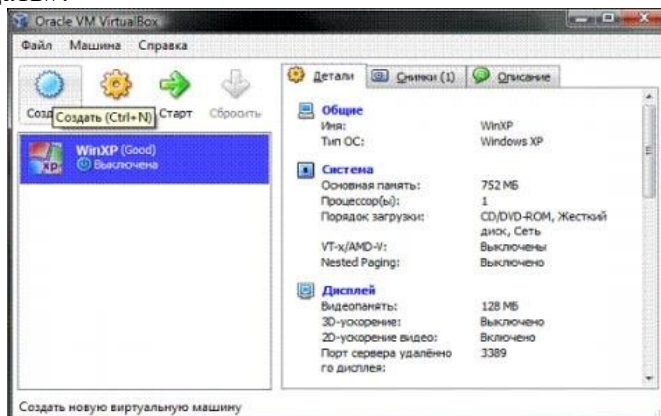 Oracle VM VirtualBox
Файл Машина Справка
Созд Старт Сбросить
Создать (Ctrl+N)
WinXP (Good)
Выключена
Детали Снимки (1) Описание
Общие
Имя: WinXP
Тип ОС: Windows XP
Система
Основная память: 752 МБ
Процессор(ы): 1
Порядок загрузки: CD/DVD-ROM, Жесткий
диск, Сеть
VT-x/AMD-V: Выключены
Nested Paging: Выключено
Дисплей
Видеопамять: 128 МБ
3D-ускорение: Выключено
2D-ускорение видео: Включено
Порт сервера удалённо 3389
го дисплея:
Создать новую виртуальную машину